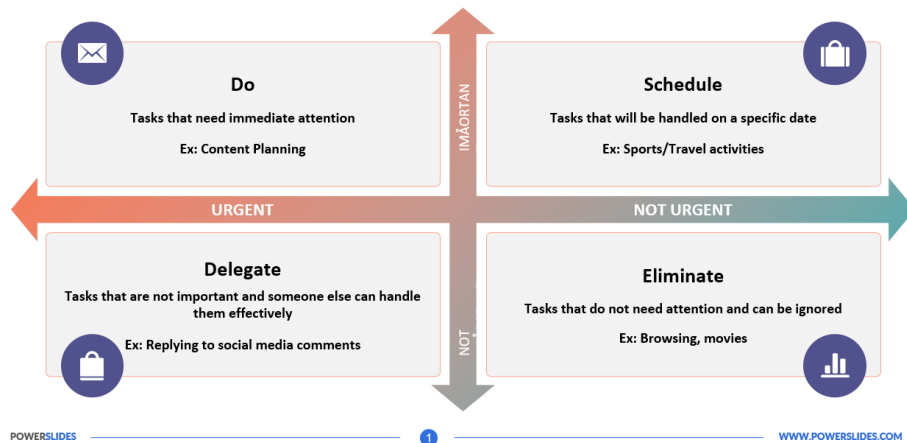 Do
Tasks that need immediate attention
Ex: Content Planning
IMÅORTAN
Schedule
Tasks that will be handled on a specific date
Ex: Sports/Travel activities
URGENT
NOT URGENT
Delegate
Tasks that are not important and someone else can handle
them effectively
Ex: Replying to social media comments
NOT
Eliminate
Tasks that do not need attention and can be ignored
Ex: Browsing, movies
POWERSLIDES
1
WWW.POWERSLIDES.COM